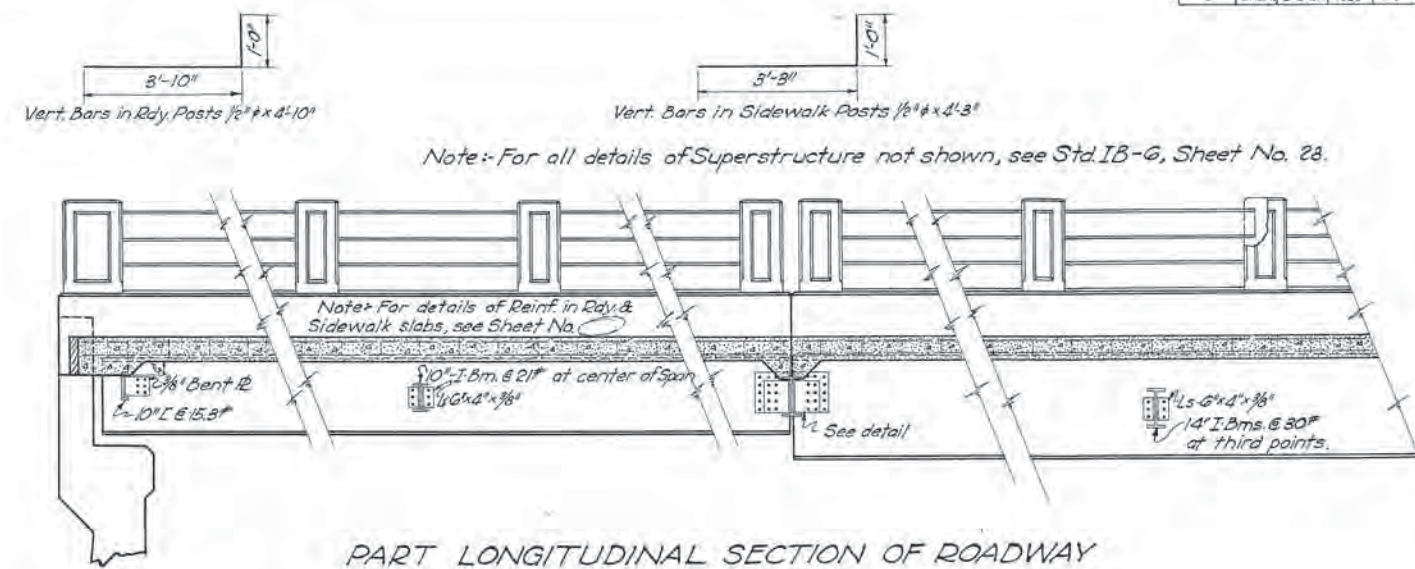 1'-0"
3'-10"
Vert. Bars in Rdy. Posts 1/2"φ x 4'-10"
1'-0"
3'-3"
Vert. Bars in Sidewalk Posts 1/2"φ x 4'-3"
Note:- For all details of Superstructure not shown, see Std. IB-6, Sheet No. 23.
Note:- For details of Reinf. in Rdy. &
Sidewalk slabs, see Sheet No.
3/8" Bent ℄
10" [ @ 15.3#
10"-I-Bm. @ 21# at center of Span
Ls 6"x4"x3/8"
See detail
Ls-6"x4"x3/8"
14" I-Bms. @ 30#
at third points.
PART LONGITUDINAL SECTION OF ROADWAY